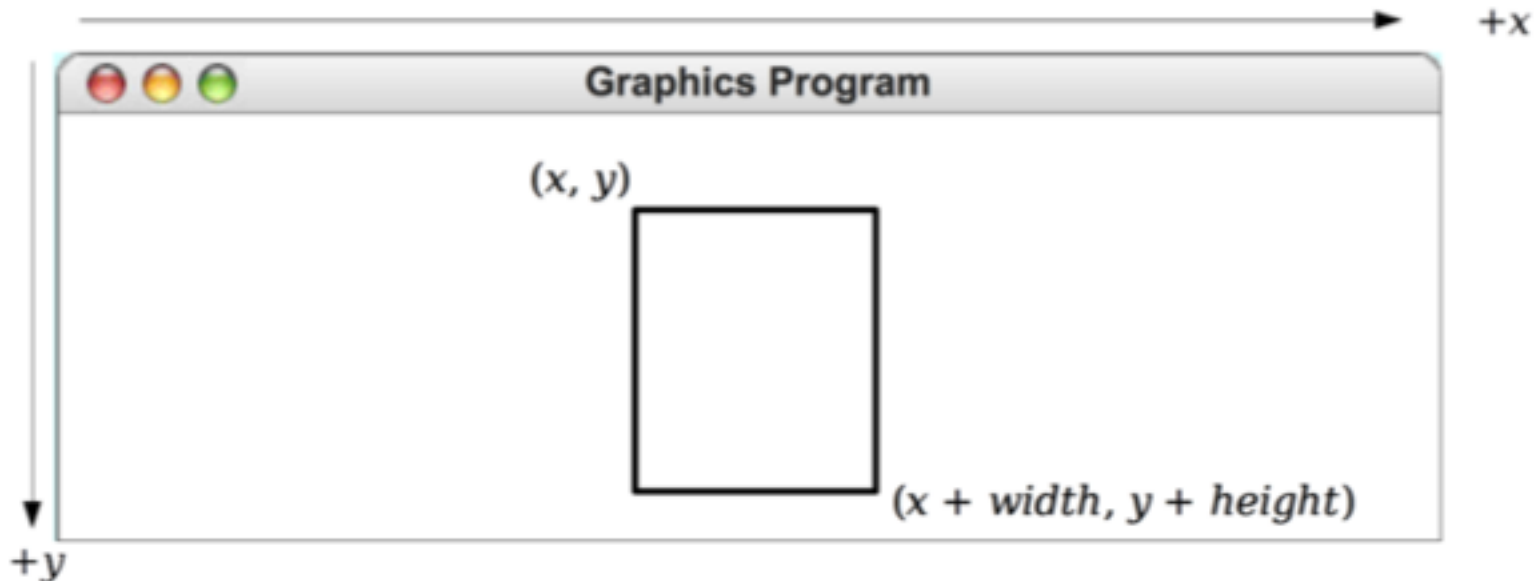 +x
Graphics Program
(x, y)
(x + width, y + height)
+y